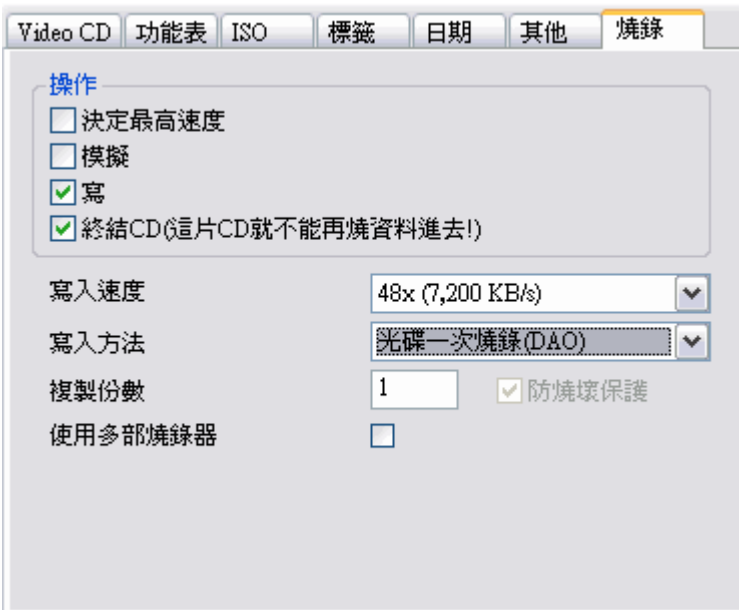 Video CD 功能表 ISO 標籤 日期 其他 燒錄
操作
決定最高速度
模擬
寫
終結CD(這片CD就不能再燒資料進去!)
寫入速度 48x (7,200 KB/s)
寫入方法 光碟一次燒錄(DAO)
複製份數 1 防燒壞保護
使用多部燒錄器